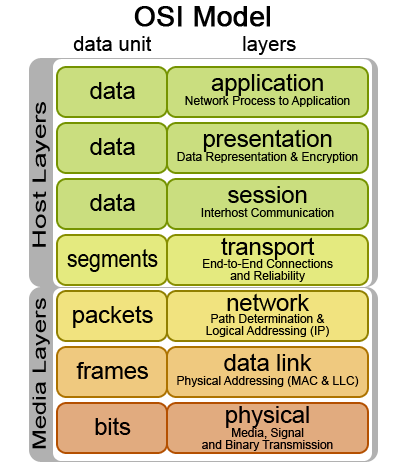 OSI Model
data unit layers
Host Layers
data application
Network Process to Application
data presentation
Data Representation & Encryption
data session
Interhost Communication
segments transport
End-to-End Connections
and Reliability
Media Layers
packets network
Path Determination &
Logical Addressing (IP)
frames data link
Physical Addressing (MAC & LLC)
bits physical
Media, Signal
and Binary Transmission